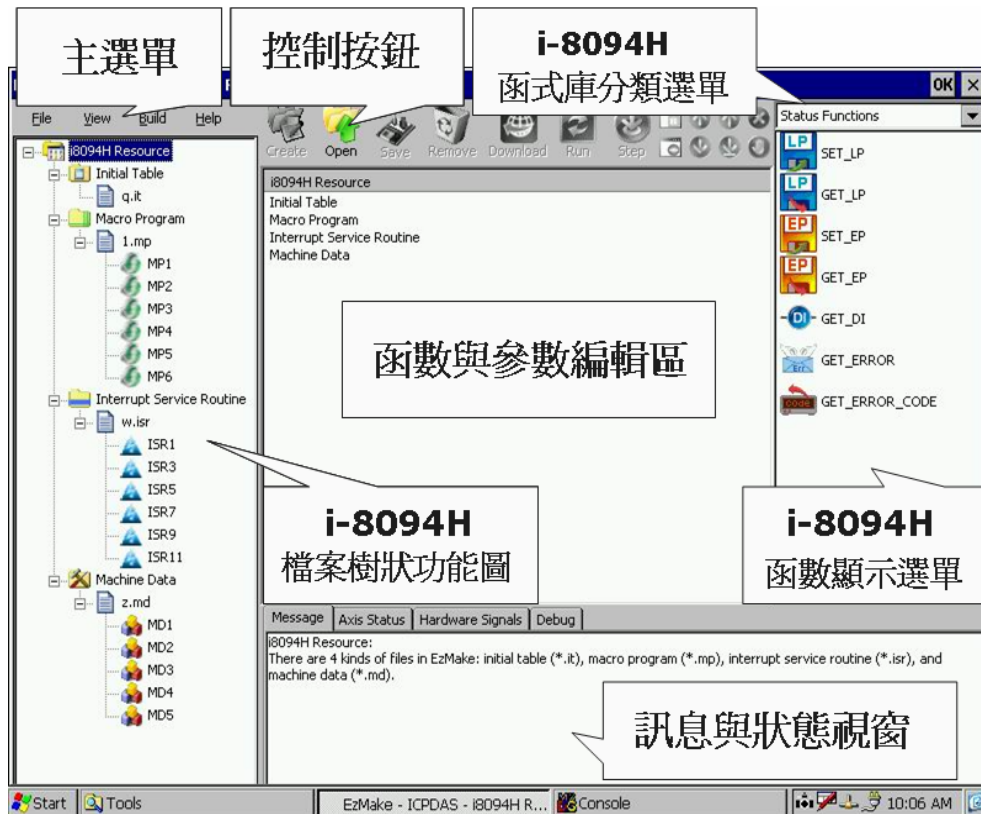 主選單
控制按鈕
i-8094H
函式庫分類選單
OK
File View Build Help
Create Open Save Remove Download Run Step
Status Functions
i8094H Resource
Initial Table
q.it
Macro Program
1.mp
MP1
MP2
MP3
MP4
MP5
MP6
Interrupt Service Routine
w.isr
ISR1
ISR3
ISR5
ISR7
ISR9
ISR11
Machine Data
z.md
MD1
MD2
MD3
MD4
MD5
i8094H Resource
Initial Table
Macro Program
Interrupt Service Routine
Machine Data
函數與參數編輯區
LP SET_LP
LP GET_LP
EP SET_EP
EP GET_EP
DI GET_DI
Err GET_ERROR
code GET_ERROR_CODE
i-8094H
檔案樹狀功能圖
i-8094H
函數顯示選單
Message Axis Status Hardware Signals Debug
i8094H Resource:
There are 4 kinds of files in EzMake: initial table (*.it), macro program (*.mp), interrupt service routine (*.isr), and
machine data (*.md).
訊息與狀態視窗
Start Tools EzMake - ICPDAS - i8094H R... Console 10:06 AM